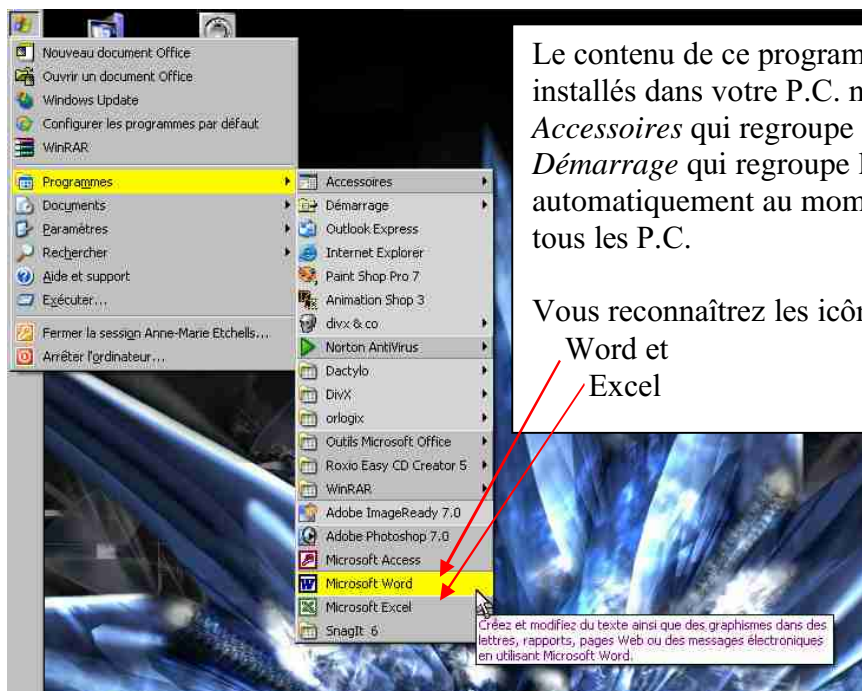 Nouveau document Office
Ouvrir un document Office
Windows Update
Configurer les programmes par défaut
WinRAR
Programmes
Documents
Paramètres
Rechercher
Aide et support
Exécuter...
Fermer la session Anne-Marie Etchells...
Arrêter l'ordinateur...
Accessoires
Démarrage
Outlook Express
Internet Explorer
Paint Shop Pro 7
Animation Shop 3
divx & co
Norton AntiVirus
Dactylo
DivX
orlogix
Outils Microsoft Office
Roxio Easy CD Creator 5
WinRAR
Adobe ImageReady 7.0
Adobe Photoshop 7.0
Microsoft Access
Microsoft Word
Microsoft Excel
SnagIt 6
Créez et modifiez du texte ainsi que des graphismes dans des
lettres, rapports, pages Web ou des messages électroniques
en utilisant Microsoft Word.
Le contenu de ce program
installés dans votre P.C. 
Accessoires qui regroupe
Démarrage qui regroupe
automatiquement au mom
tous les P.C.
Vous reconnaîtrez les icôn
Word et
Excel